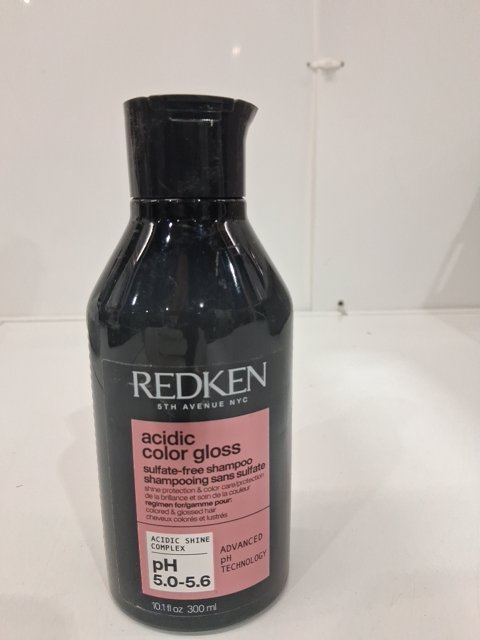 REDKEN
5TH AVENUE NYC
acidic
color gloss
sulfate-free shampoo
shampooing sans sulfate
shine protection & color care/protection
de la brillance et soin de la couleur
regimen for/gamme pour:
colored & glossed hair
cheveux colorés et lustrés
ACIDIC SHINE
COMPLEX
pH
5.0-5.6
ADVANCED
pH
TECHNOLOGY
10.1 fl oz 300 ml